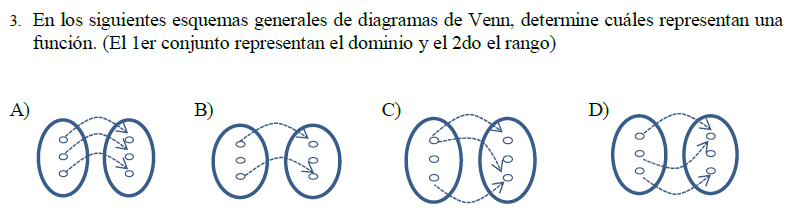 3. En los siguientes esquemas generales de diagramas de Venn, determine cuáles representan una
función. (El 1er conjunto representan el dominio y el 2do el rango)
A) B) C) D)